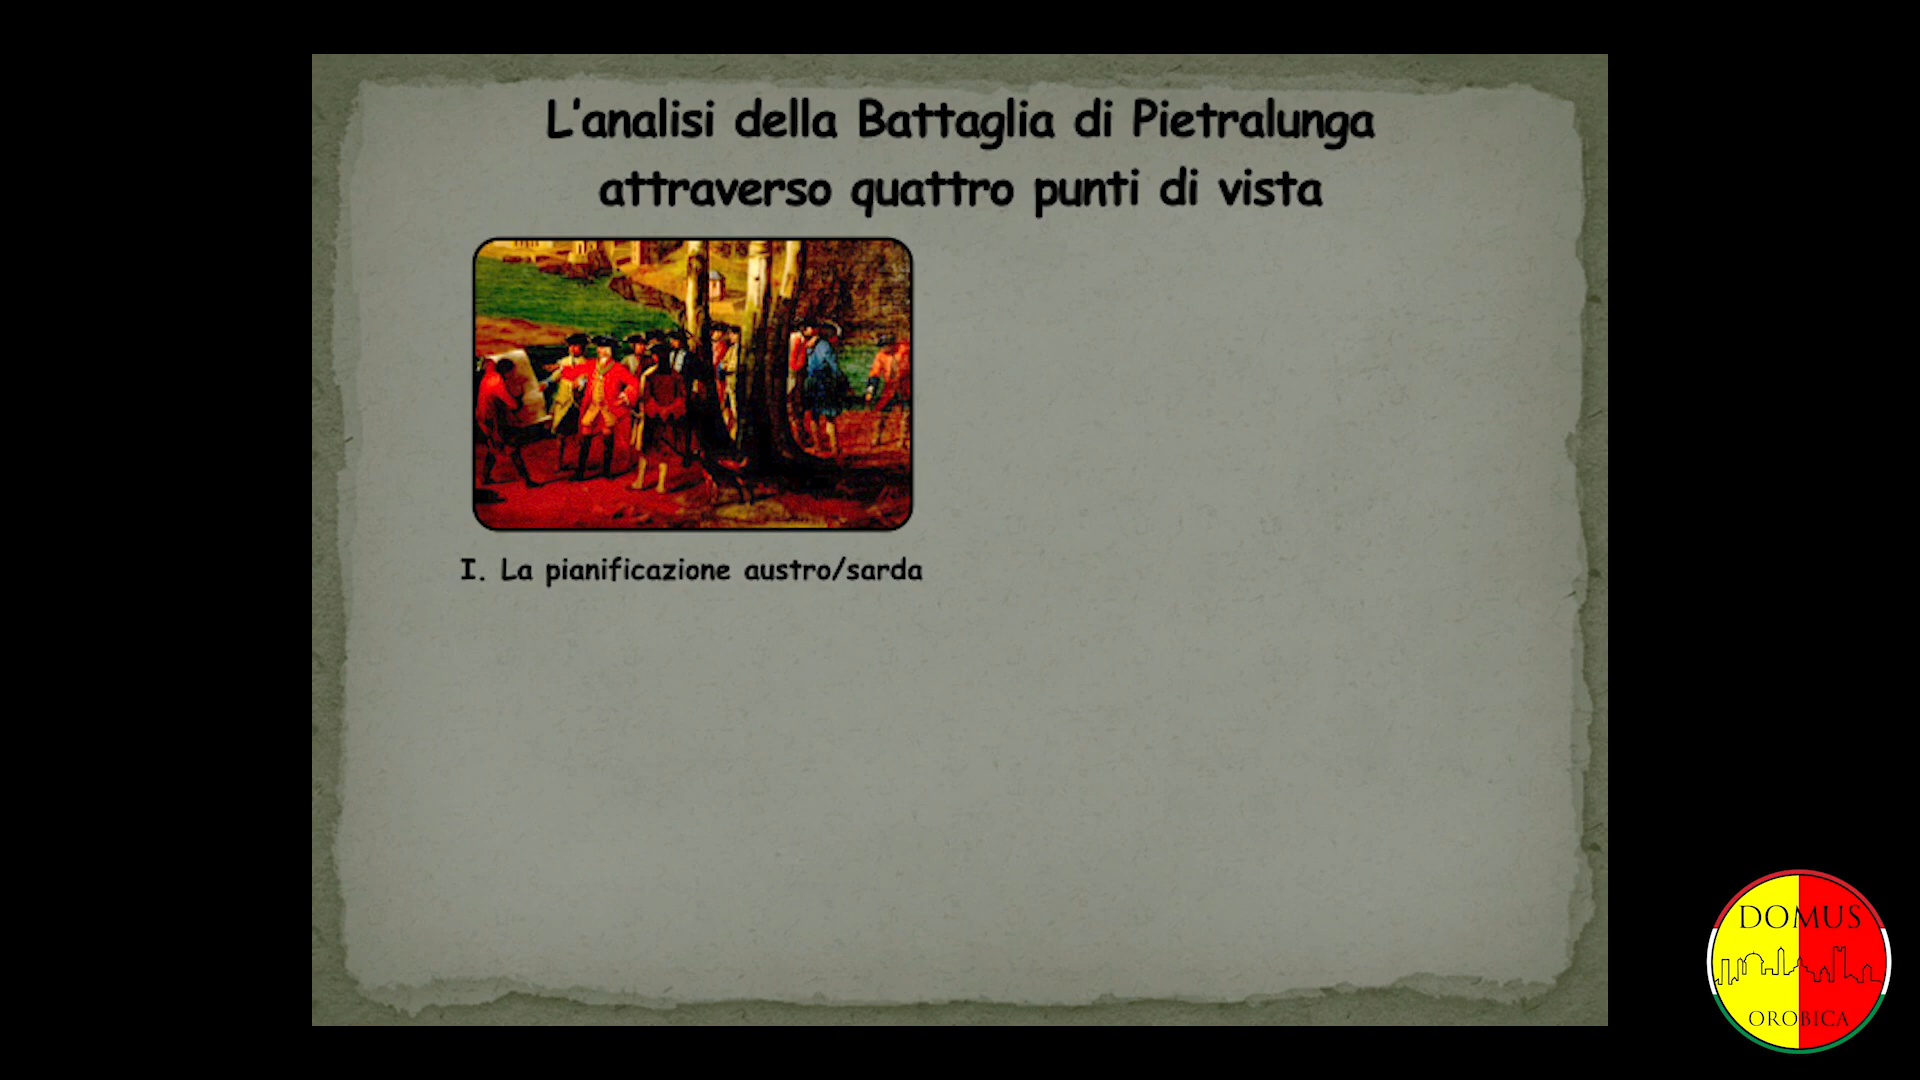 L'analisi della Battaglia di Pietralunga
attraverso quattro punti di vista
I. La pianificazione austro/sarda
DOMUS
OROBICA